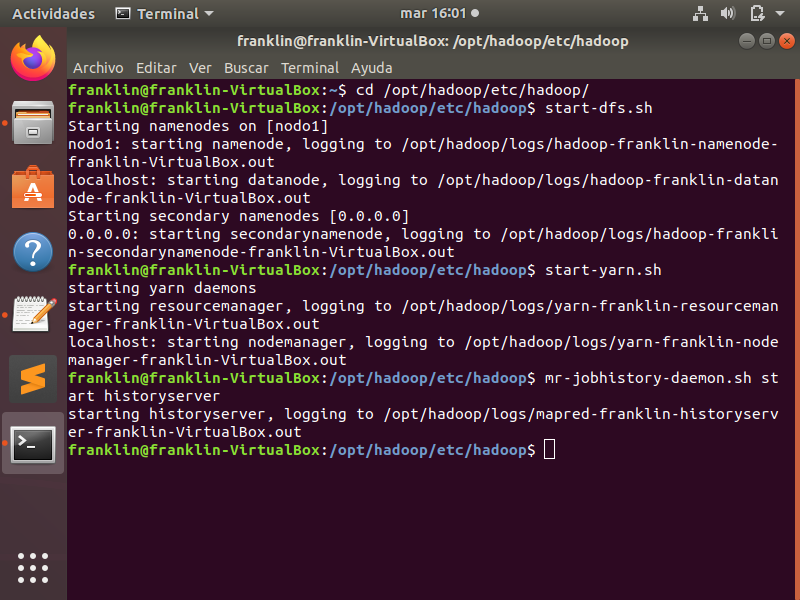 Actividades Terminal mar 16:01
franklin@franklin-VirtualBox: /opt/hadoop/etc/hadoop
Archivo Editar Ver Buscar Terminal Ayuda
franklin@franklin-VirtualBox:~$ cd /opt/hadoop/etc/hadoop/
franklin@franklin-VirtualBox:/opt/hadoop/etc/hadoop$ start-dfs.sh
Starting namenodes on [nodo1]
nodo1: starting namenode, logging to /opt/hadoop/logs/hadoop-franklin-namenode-
franklin-VirtualBox.out
localhost: starting datanode, logging to /opt/hadoop/logs/hadoop-franklin-datan
ode-franklin-VirtualBox.out
Starting secondary namenodes [0.0.0.0]
0.0.0.0: starting secondarynamenode, logging to /opt/hadoop/logs/hadoop-frankli
n-secondarynamenode-franklin-VirtualBox.out
franklin@franklin-VirtualBox:/opt/hadoop/etc/hadoop$ start-yarn.sh
starting yarn daemons
starting resourcemanager, logging to /opt/hadoop/logs/yarn-franklin-resourceman
ager-franklin-VirtualBox.out
localhost: starting nodemanager, logging to /opt/hadoop/logs/yarn-franklin-node
manager-franklin-VirtualBox.out
franklin@franklin-VirtualBox:/opt/hadoop/etc/hadoop$ mr-jobhistory-daemon.sh st
art historyserver
starting historyserver, logging to /opt/hadoop/logs/mapred-franklin-historyserv
er-franklin-VirtualBox.out
franklin@franklin-VirtualBox:/opt/hadoop/etc/hadoop$